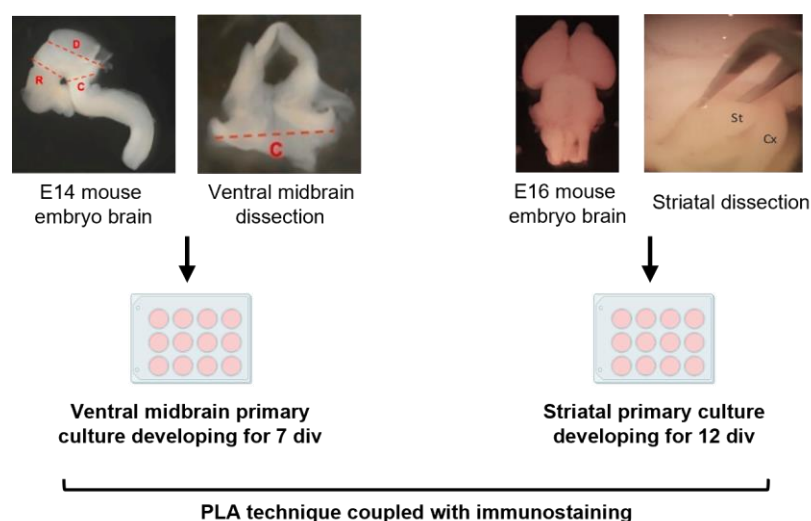 D
R
C
C
St
Cx
E14 mouse
embryo brain
Ventral midbrain
dissection
E16 mouse
embryo brain
Striatal dissection
Ventral midbrain primary
culture developing for 7 div
Striatal primary culture
developing for 12 div
PLA technique coupled with immunostaining